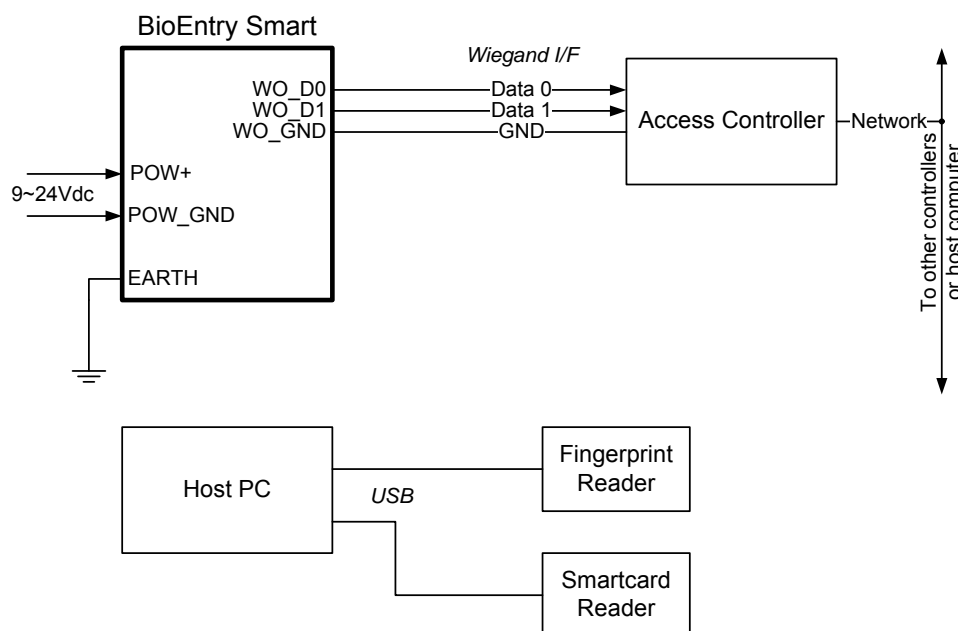 BioEntry Smart
Wiegand I/F
WO_D0
Data 0
WO_D1
Data 1
WO_GND
GND
Access Controller
Network
To other controllers
or host computer
POW+
9~24Vdc
POW_GND
EARTH
Host PC
USB
Fingerprint
Reader
Smartcard
Reader